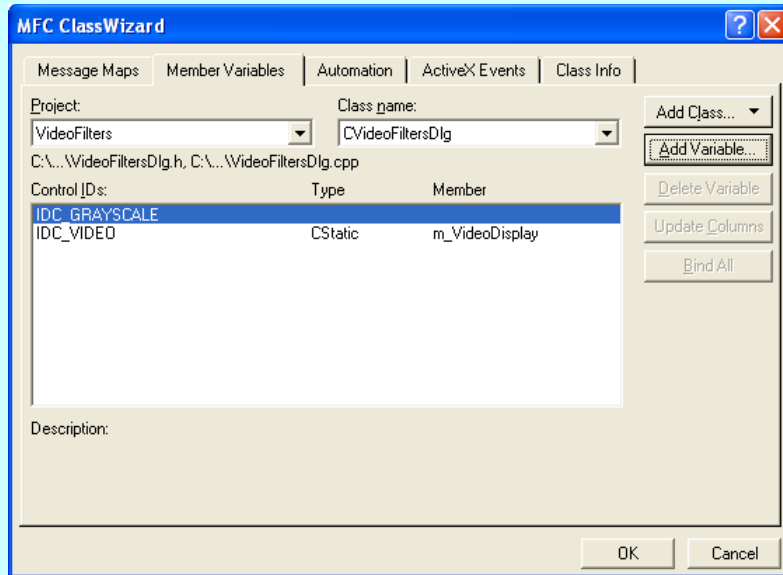 MFC ClassWizard
Message Maps Member Variables Automation ActiveX Events Class Info
Project: Class name: Add Class...
VideoFilters CVideoFiltersDlg Add Variable...
C:\...\VideoFiltersDlg.h, C:\...\VideoFiltersDlg.cpp
Control IDs: Type Member Delete Variable
IDC_GRAYSCALE
IDC_VIDEO CStatic m_VideoDisplay Update Columns
Bind All
Description:
OK Cancel